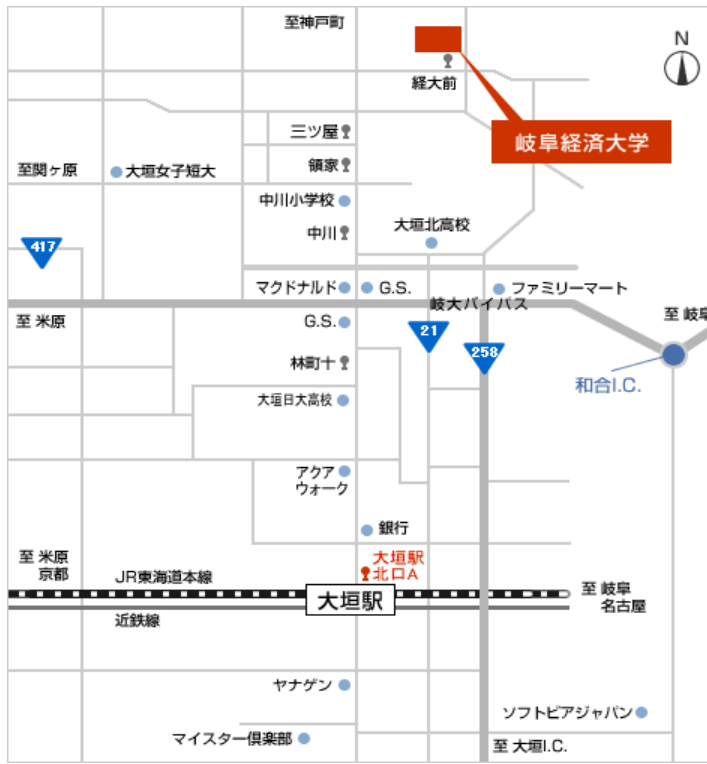 至神戸町
N
経大前
岐阜経済大学
三ツ屋
領家
至関ヶ原
大垣女子短大
中川小学校
中川
大垣北高校
417
マクドナルド
G.S.
ファミリーマート
岐大バイパス
至 米原
G.S.
21
258
至 岐阜
林町十
和合I.C.
大垣日大高校
アクア
ウォーク
銀行
大垣駅
北口A
至 米原
京都
JR東海道本線
大垣駅
至 岐阜
名古屋
近鉄線
ヤナゲン
ソフトピアジャパン
マイスター倶楽部
至 大垣I.C.